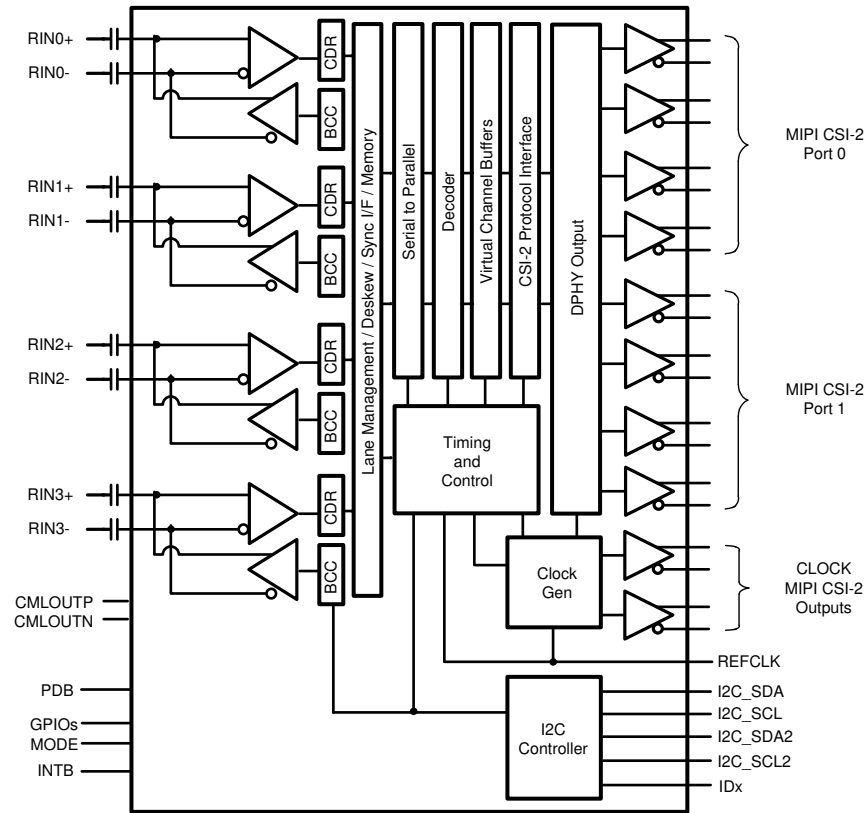 RIN0+
RIN0-
CDR
BCC
RIN1+
RIN1-
CDR
BCC
RIN2+
RIN2-
CDR
BCC
RIN3+
RIN3-
CDR
BCC
CMLOUTP
CMLOUTN
PDB
GPIOs
MODE
INTB
Lane Management / Deskew / Sync I/F / Memory
Serial to Parallel
Decoder
Virtual Channel Buffers
CSI-2 Protocol Interface
DPHY Output
Timing
and
Control
Clock
Gen
I2C
Controller
MIPI CSI-2
Port 0
MIPI CSI-2
Port 1
CLOCK
MIPI CSI-2
Outputs
REFCLK
I2C_SDA
I2C_SCL
I2C_SDA2
I2C_SCL2
IDx